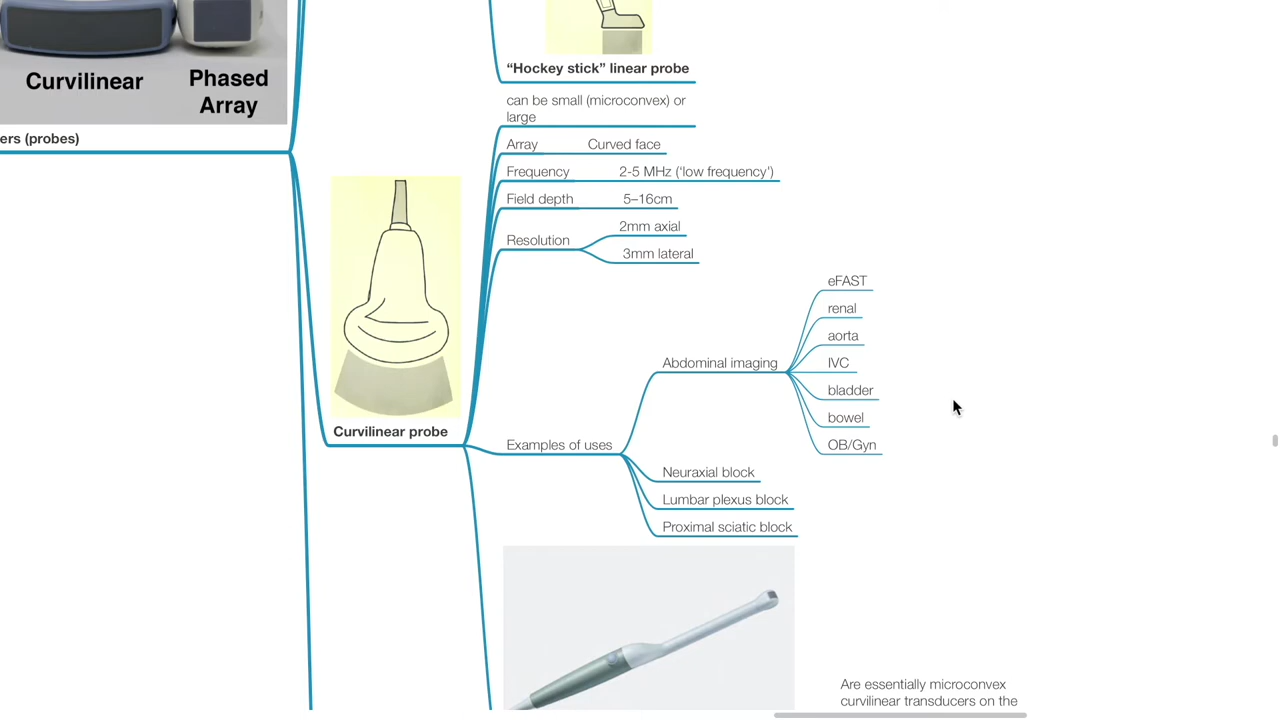 Curvilinear
Phased
Array
ers (probes)
“Hockey stick” linear probe
can be small (microconvex) or
large
Array
Curved face
Frequency
2-5 MHz (‘low frequency’)
Field depth
5–16cm
Resolution
2mm axial
3mm lateral
Curvilinear probe
Examples of uses
Abdominal imaging
eFAST
renal
aorta
IVC
bladder
bowel
OB/Gyn
Neuraxial block
Lumbar plexus block
Proximal sciatic block
Are essentially microconvex
curvilinear transducers on the